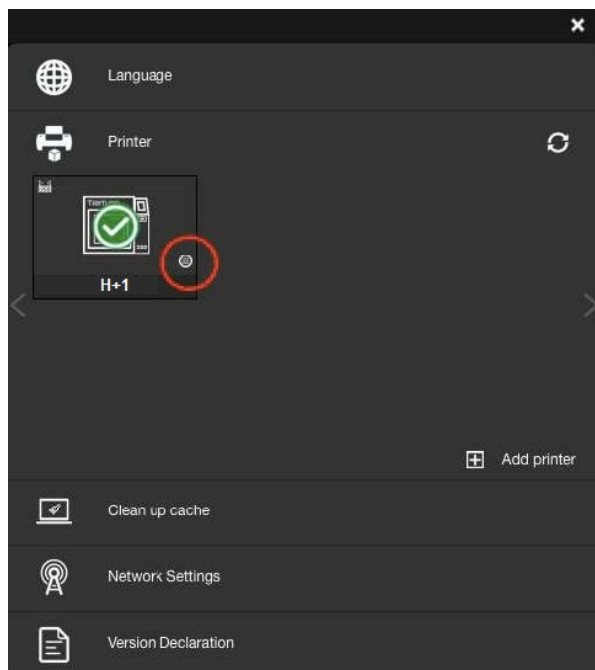 Language
Printer
H+1
Add printer
Clean up cache
Network Settings
Version Declaration